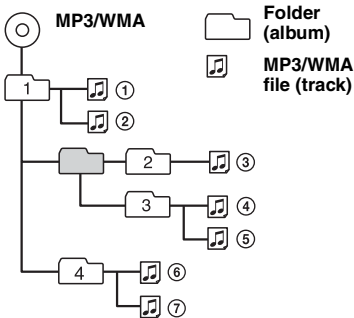 MP3/WMA
Folder
(album)
MP3/WMA
file (track)
1
①
②
2
③
3
④
⑤
4
⑥
⑦